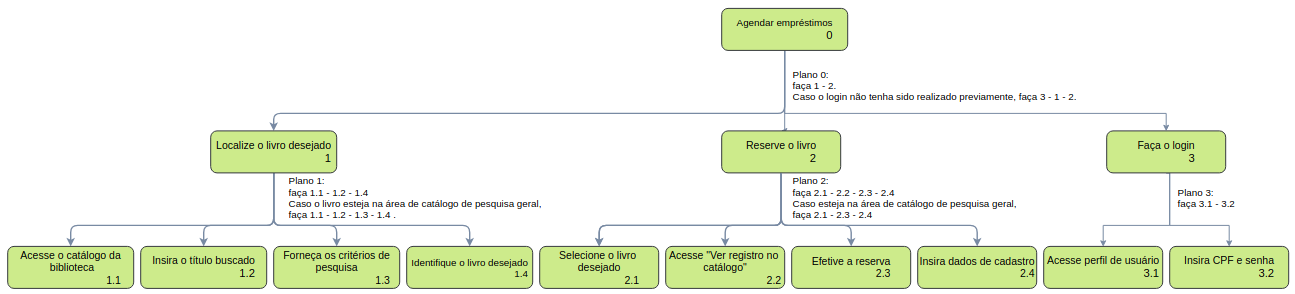 Agendar empréstimos
0
Plano 0:
faça 1 - 2.
Caso o login não tenha sido realizado previamente, faça 3 - 1 - 2.
Localize o livro desejado
1
Reserve o livro
2
Faça o login
3
Plano 1:
faça 1.1 - 1.2 - 1.4
Caso o livro esteja na área de catálogo de pesquisa geral,
faça 1.1 - 1.2 - 1.3 - 1.4 .
Plano 2:
faça 2.1 - 2.2 - 2.3 - 2.4
Caso esteja na área de catálogo de pesquisa geral,
faça 2.1 - 2.3 - 2.4
Plano 3:
faça 3.1 - 3.2
Acesse o catálogo da
biblioteca
1.1
Insira o título buscado
1.2
Forneça os critérios de
pesquisa
1.3
Identifique o livro desejado
1.4
Selecione o livro
desejado
2.1
Acesse "Ver registro no
catálogo"
2.2
Efetive a reserva
2.3
Insira dados de cadastro
2.4
Acesse perfil de usuário
3.1
Insira CPF e senha
3.2